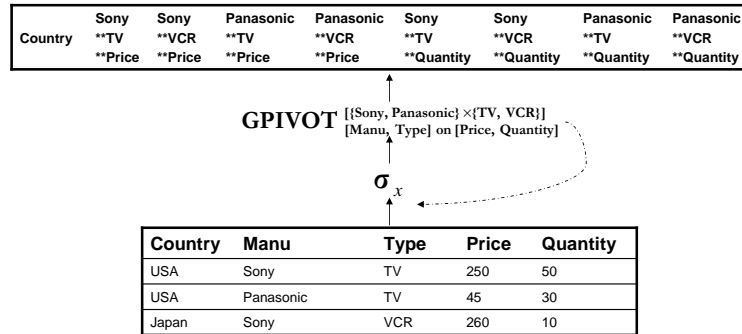 Sony Sony Panasonic Panasonic Sony Sony Panasonic Panasonic
Country **TV **VCR **TV **VCR **TV **VCR **TV **VCR
**Price **Price **Price **Price **Quantity **Quantity **Quantity **Quantity
GPIVOT [{Sony, Panasonic}×{TV, VCR}]
[Manu, Type] on [Price, Quantity]
σx
Country Manu Type Price Quantity
USA Sony TV 250 50
USA Panasonic TV 45 30
Japan Sony VCR 260 10